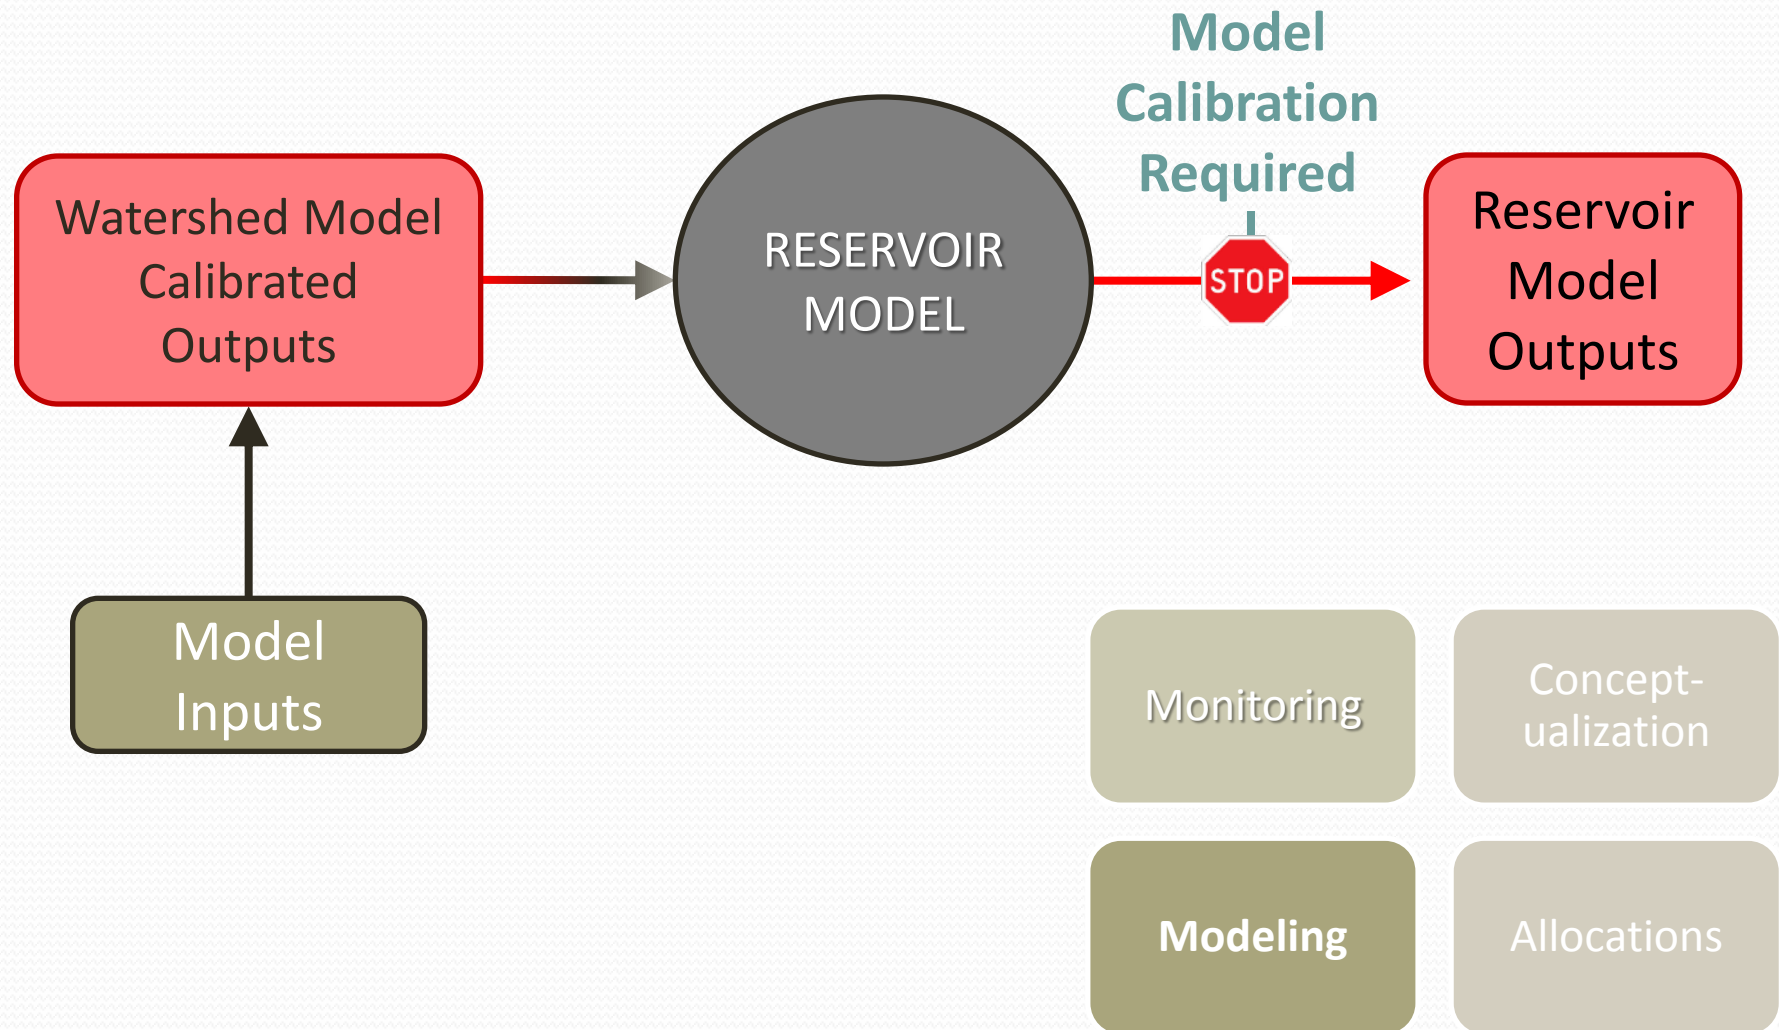 Model
Calibration
Required
Watershed Model
Calibrated
Outputs
RESERVOIR
MODEL
STOP
Reservoir
Model
Outputs
Model
Inputs
Monitoring
Concept-
ualization
Modeling
Allocations